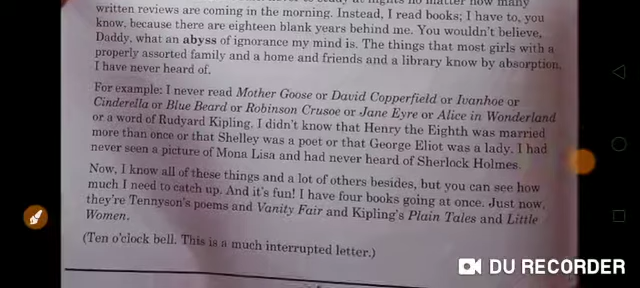 written reviews are coming in the morning. Instead, I read books; I have to, you
know, because there are eighteen blank years behind me. You wouldn't believe,
Daddy, what an abyss of ignorance my mind is. The things that most girls with a
properly assorted family and a home and friends and a library know by absorption,
I have never heard of.
For example: I never read Mother Goose or David Copperfield or Ivanhoe or
Cinderella or Blue Beard or Robinson Crusoe or Jane Eyre or Alice in Wonderland
or a word of Rudyard Kipling. I didn't know that Henry the Eighth was married
more than once or that Shelley was a poet or that George Eliot was a lady. I had
never seen a picture of Mona Lisa and had never heard of Sherlock Holmes.
Now, I know all of these things and a lot of others besides, but you can see how
much I need to catch up. And it's fun! I have four books going at once. Just now,
they're Tennyson's poems and Vanity Fair and Kipling's Plain Tales and Little
Women.
(Ten o'clock bell. This is a much interrupted letter.)
DU RECORDER